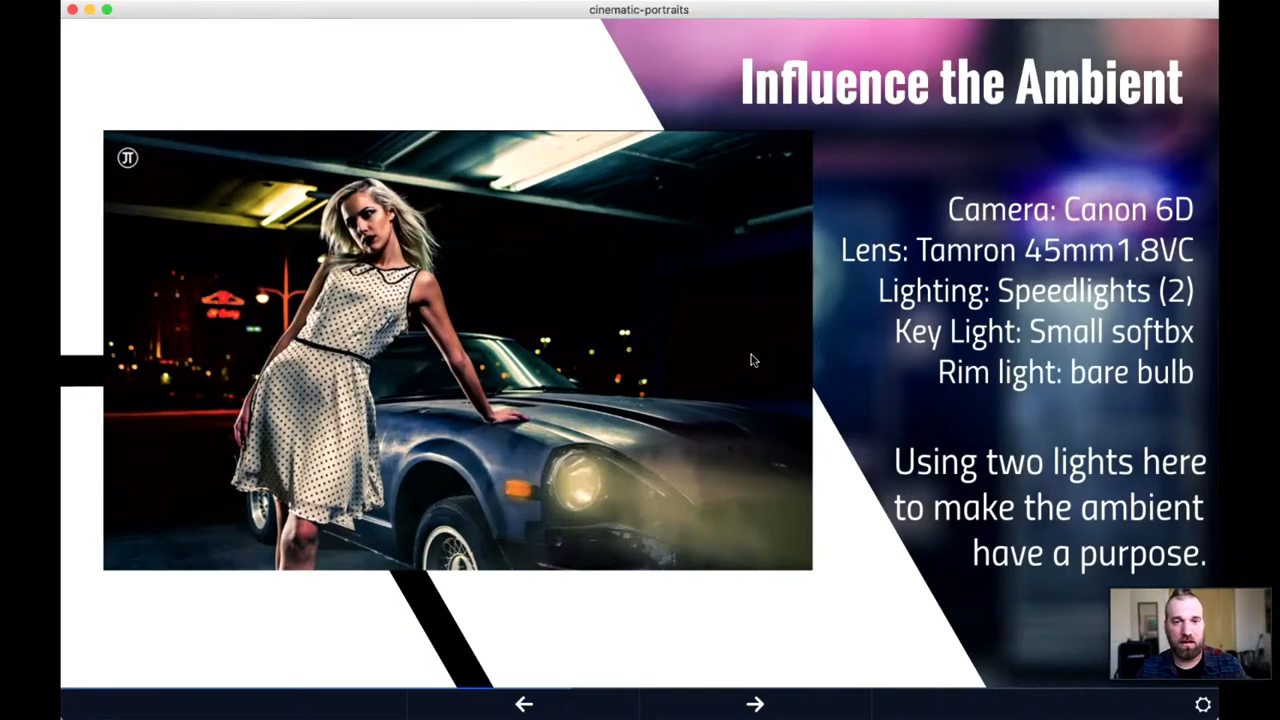 cinematic-portraits
Influence the Ambient
JT
Camera: Canon 6D
Lens: Tamron 45mm1.8VC
Lighting: Speedlights (2)
Key Light: Small softbx
Rim light: bare bulb
Using two lights here
to make the ambient
have a purpose.